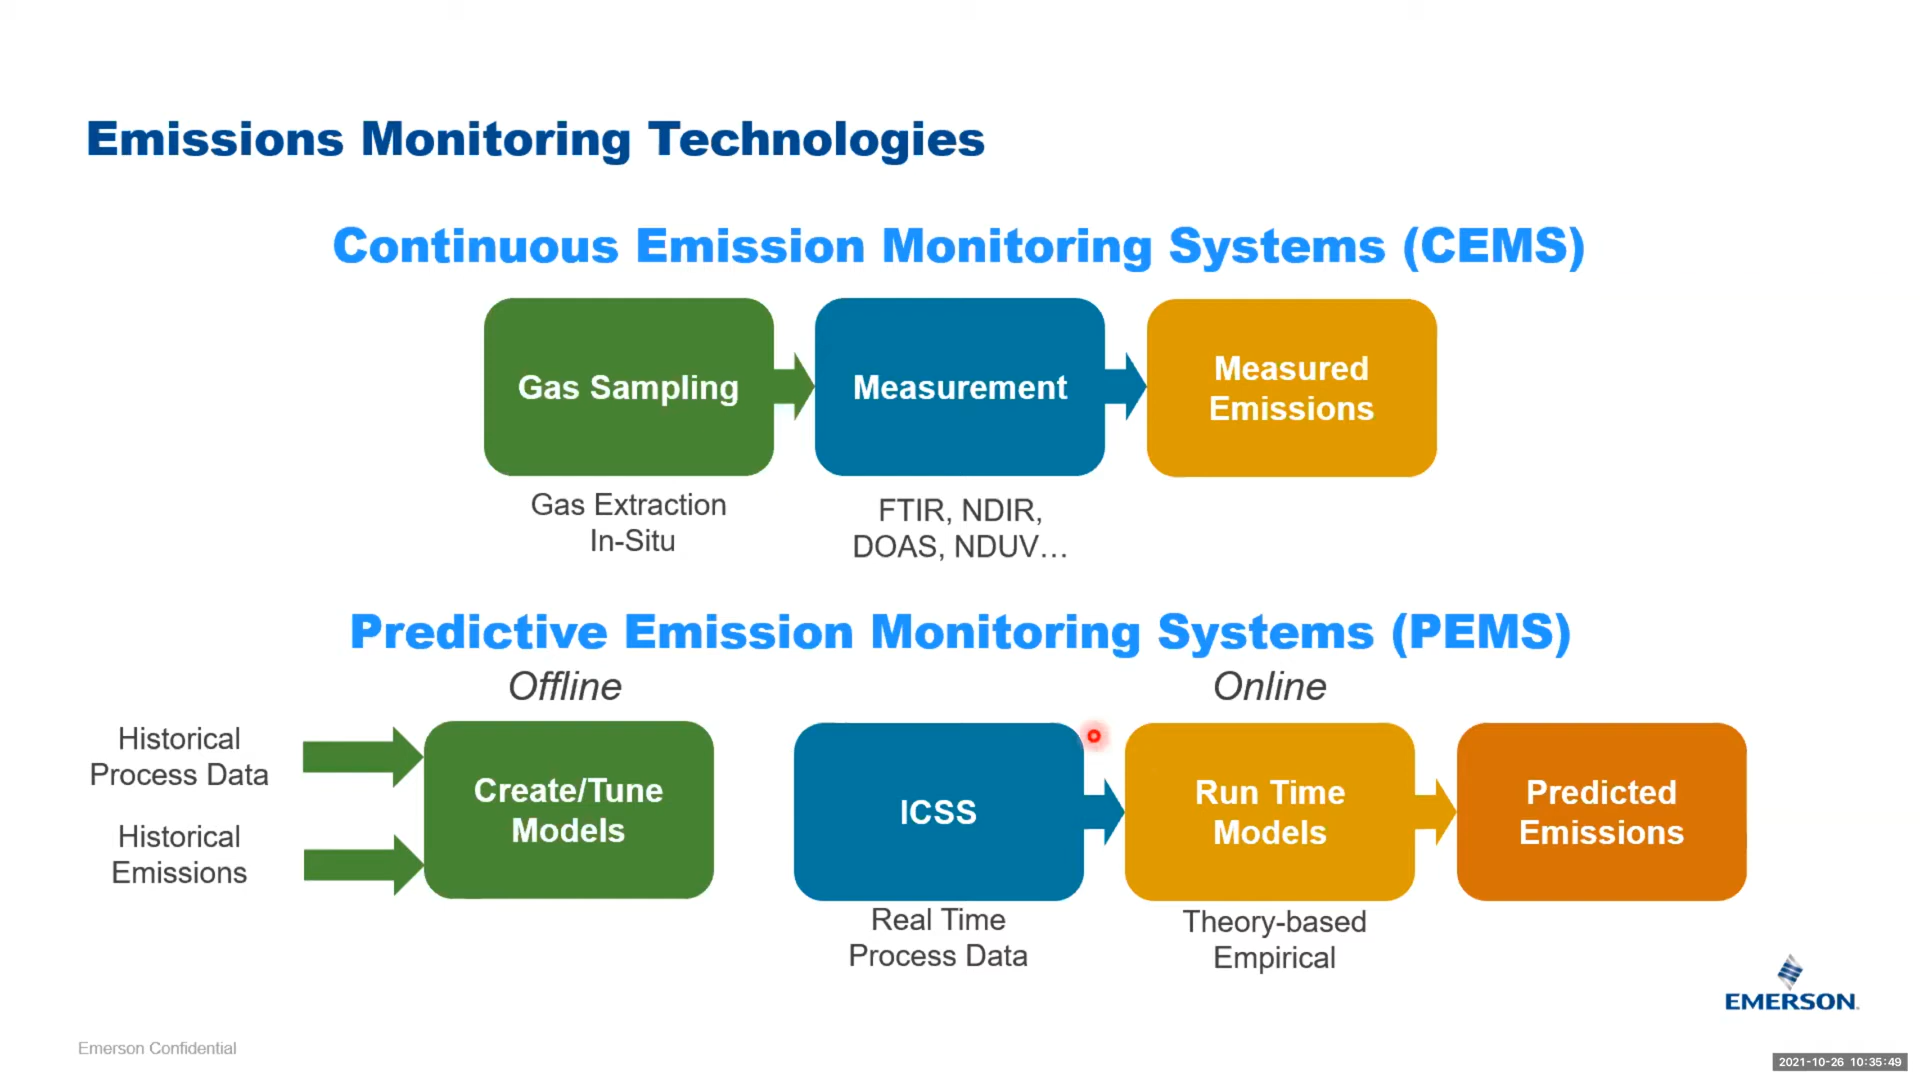 Emissions Monitoring Technologies
Continuous Emission Monitoring Systems (CEMS)
Gas Sampling
Measurement
Measured
Emissions
Gas Extraction
In-Situ
FTIR, NDIR,
DOAS, NDUV…
Predictive Emission Monitoring Systems (PEMS)
Offline
Online
Historical
Process Data
Historical
Emissions
Create/Tune
Models
ICSS
Run Time
Models
Predicted
Emissions
Real Time
Process Data
Theory-based
Empirical
EMERSON
Emerson Confidential
2021-10-26 10:35:49